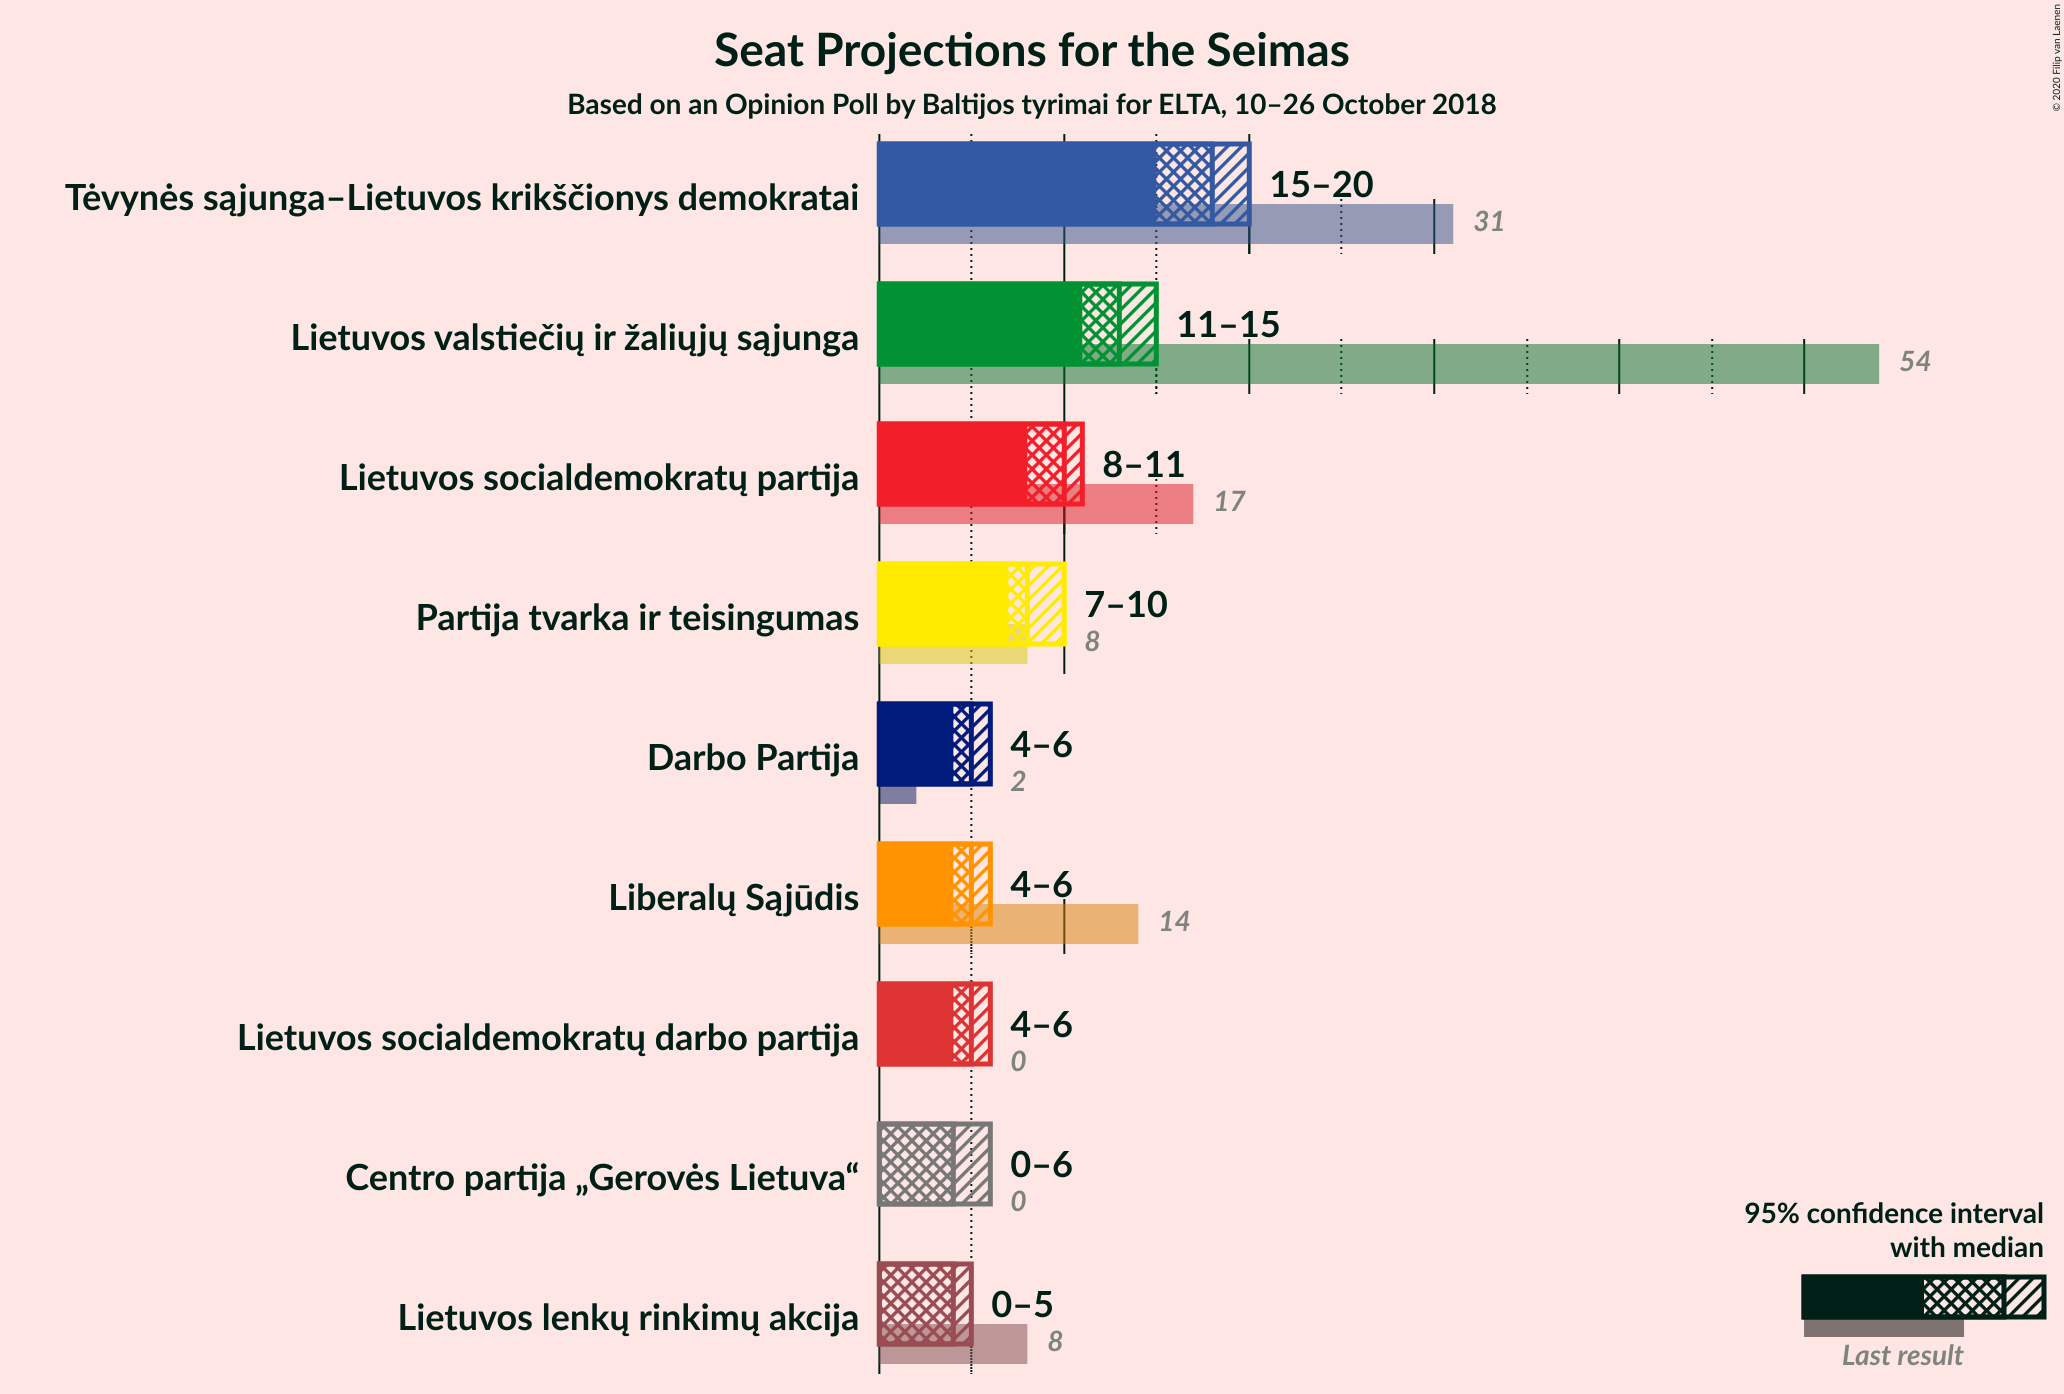 Seat Projections for the Seimas
Based on an Opinion Poll by Baltijos tyrimai for ELTA, 10–26 October 2018
© 2020 Filip van Laenen
Tėvynės sąjunga–Lietuvos krikščionys demokratai
15–20
31
Lietuvos valstiečių ir žaliųjų sąjunga
11–15
54
Lietuvos socialdemokratų partija
8–11
17
Partija tvarka ir teisingumas
7–10
8
Darbo Partija
4–6
2
Liberalų Sąjūdis
4–6
14
Lietuvos socialdemokratų darbo partija
4–6
0
Centro partija „Gerovės Lietuva“
0–6
0
Lietuvos lenkų rinkimų akcija
0–5
8
95% confidence interval
with median
Last result